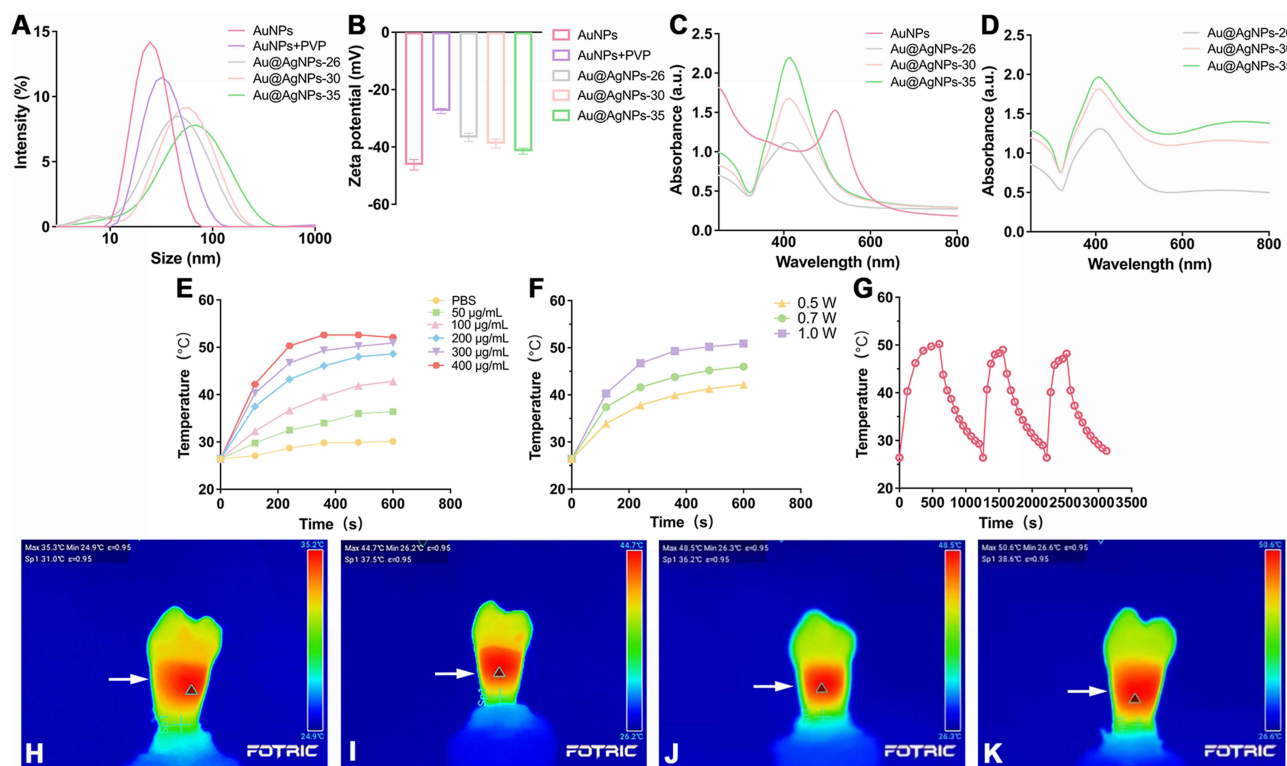 A
15
10
5
0
Intensity (%)
10
100
1000
Size (nm)
AuNPs
AuNPs+PVP
Au@AgNPs-26
Au@AgNPs-30
Au@AgNPs-35
B
0
-20
-40
-60
Zeta potential (mV)
AuNPs
AuNPs+PVP
Au@AgNPs-26
Au@AgNPs-30
Au@AgNPs-35
C
2.5
2.0
1.5
1.0
0.5
0.0
Absorbance (a.u.)
400
600
800
Wavelength (nm)
AuNPs
Au@AgNPs-26
Au@AgNPs-30
Au@AgNPs-35
D
2.5
2.0
1.5
1.0
0.5
0.0
Absorbance (a.u.)
400
600
800
Wavelength (nm)
Au@AgNPs-26
Au@AgNPs-3
Au@AgNPs-35
E
60
50
40
30
20
Temperature (°C)
0
200
400
600
800
Time (s)
PBS
50 μg/mL
100 μg/mL
200 μg/mL
300 μg/mL
400 μg/mL
F
60
50
40
30
20
Temperature (°C)
0
200
400
600
800
Time (s)
0.5 W
0.7 W
1.0 W
G
60
50
40
30
20
Temperature (°C)
0
500
1000
1500
2000
2500
3000
3500
Time (s)
Max 35.3℃ Min 24.9℃ ε=0.95
Sp1 31.0℃ ε=0.95
35.2℃
24.9℃
H
FOTRIC
Max 44.7℃ Min 26.2℃ ε=0.95
Sp1 37.5℃ ε=0.95
44.7℃
Sp1
26.2℃
I
FOTRIC
Max 48.5℃ Min 26.3℃ ε=0.95
Sp1 36.2℃ ε=0.95
48.5℃
26.3℃
J
FOTRIC
Max 50.6℃ Min 26.6℃ ε=0.95
Sp1 38.6℃ ε=0.95
50.6℃
26.6℃
K
FOTRIC